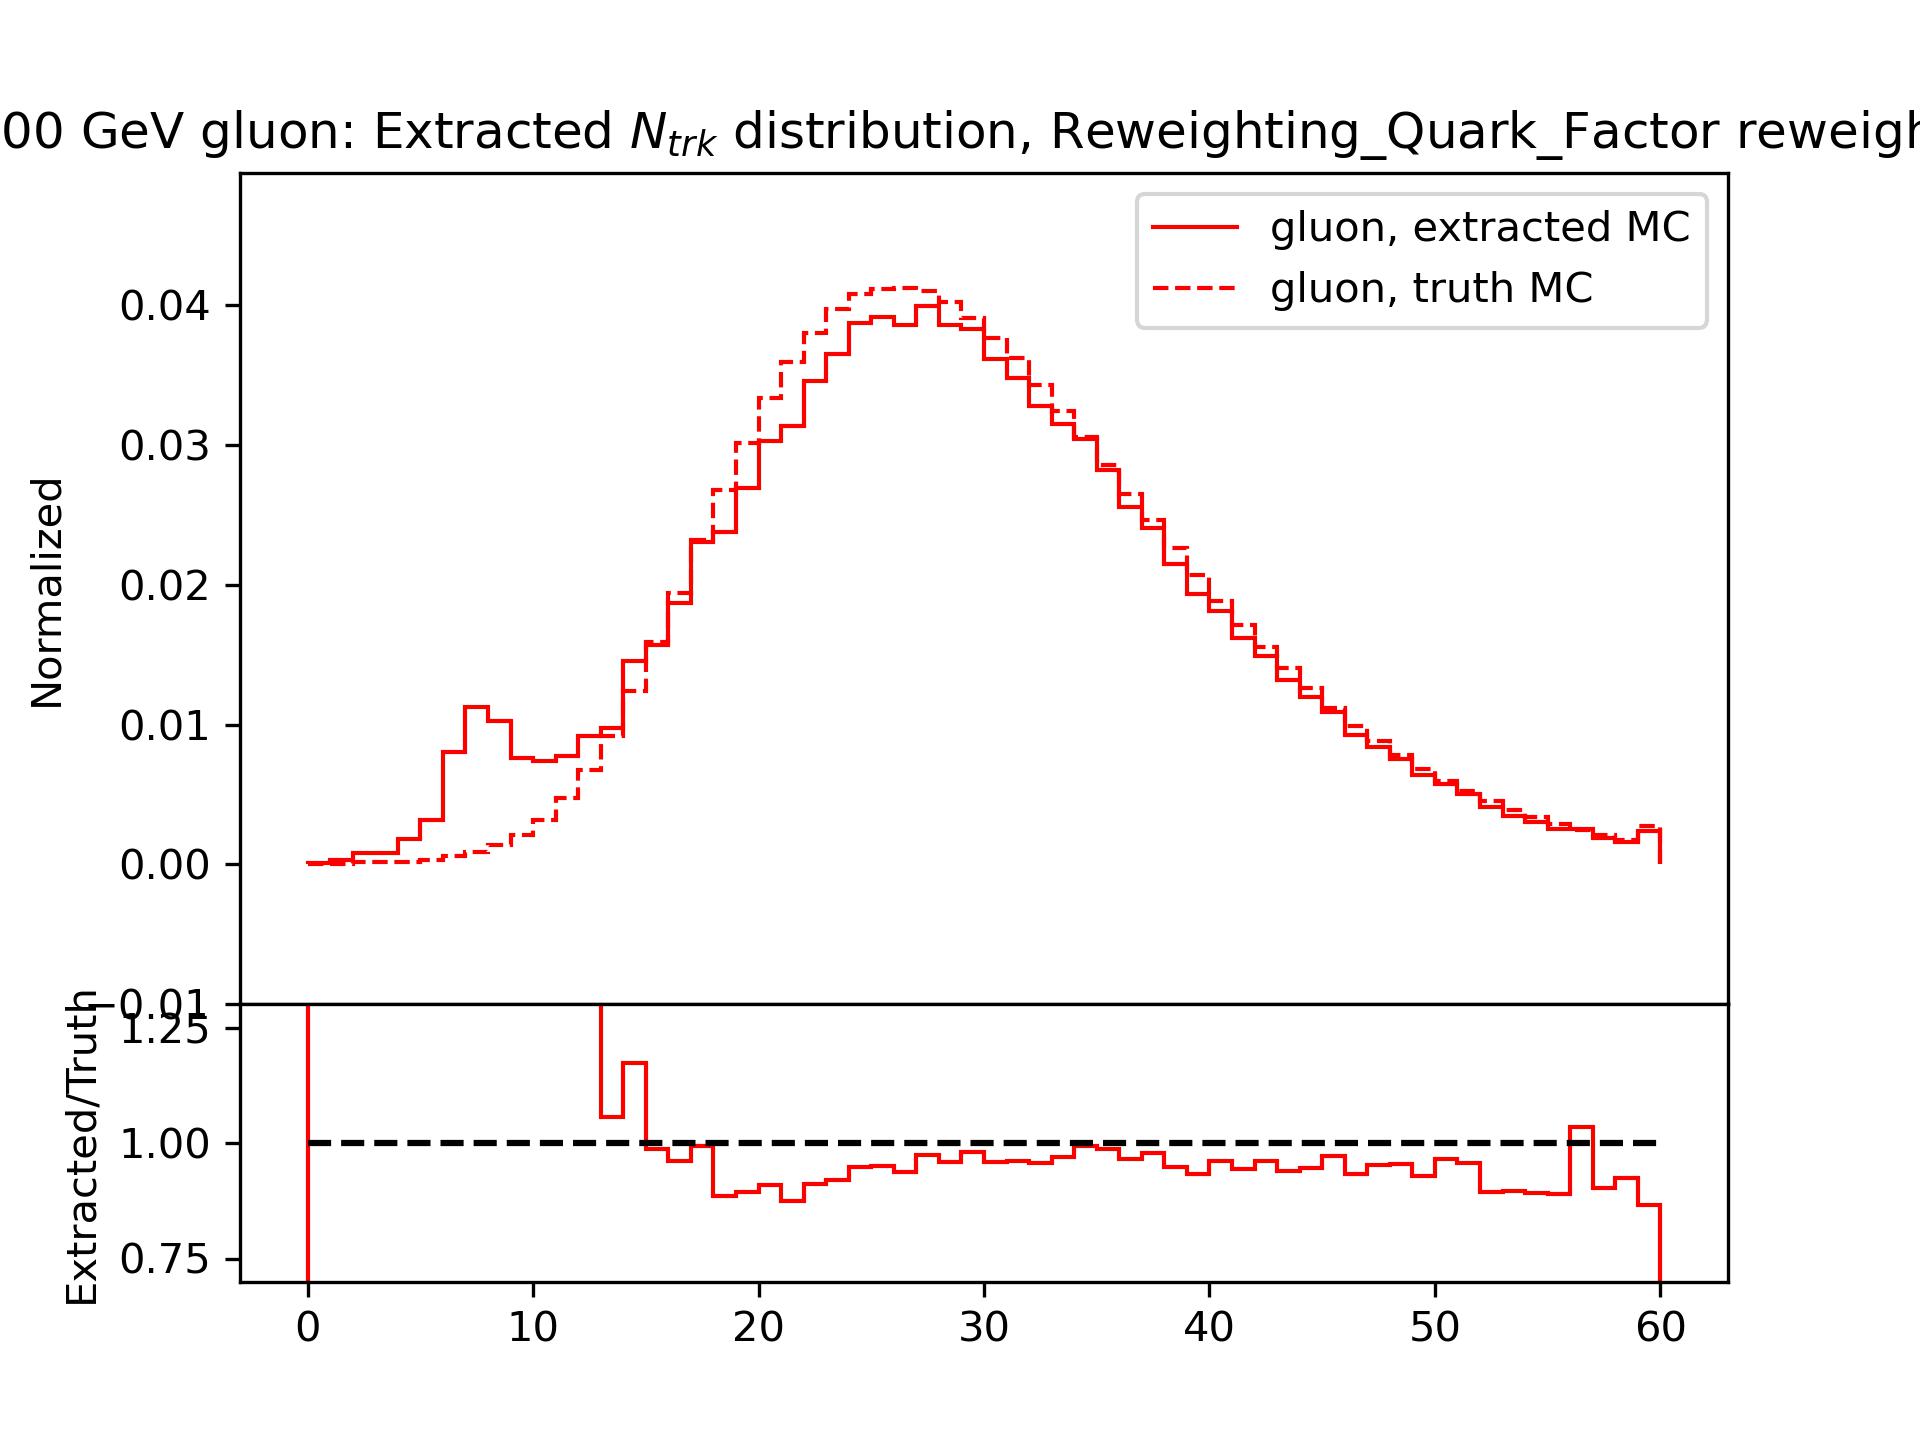 00 GeV gluon: Extracted N_trk distribution, Reweighting_Quark_Factor reweigh
gluon, extracted MC
gluon, truth MC
Normalized
0.04
0.03
0.02
0.01
0.00
−0.01
Extracted/Truth
1.25
1.00
0.75
0 10 20 30 40 50 60